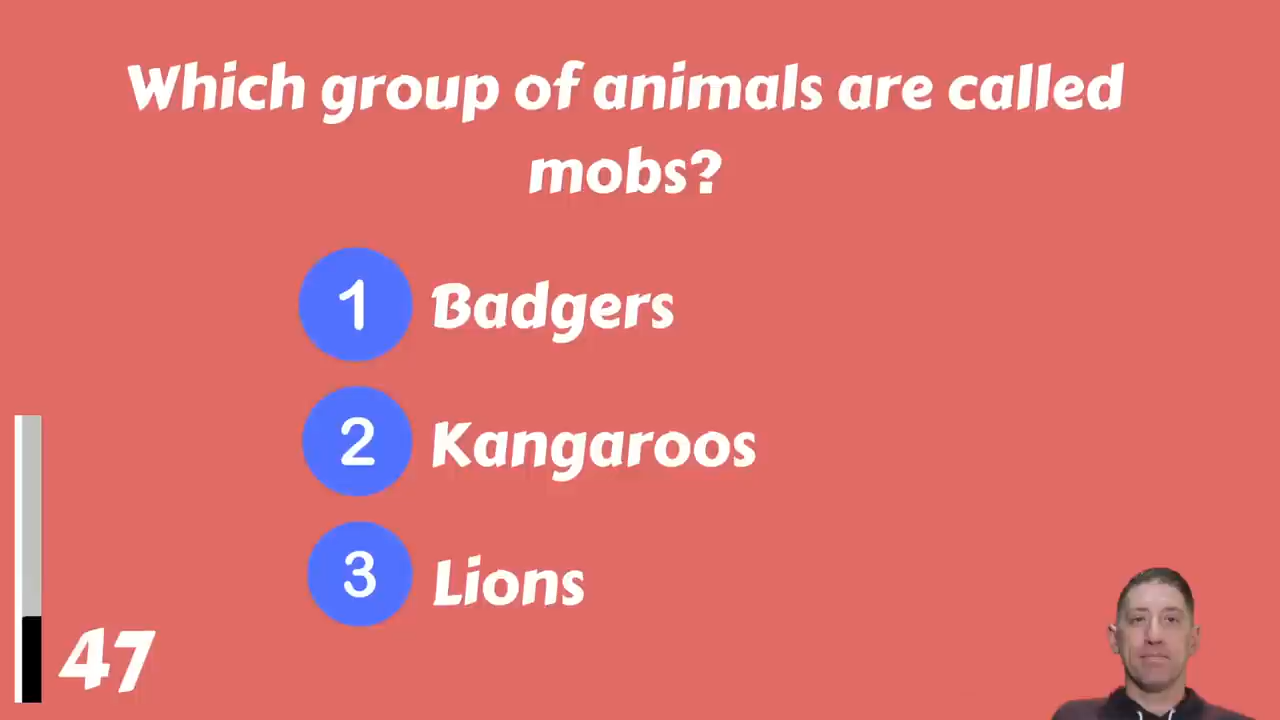 Which group of animals are called
mobs?
1 Badgers
2 Kangaroos
3 Lions
47